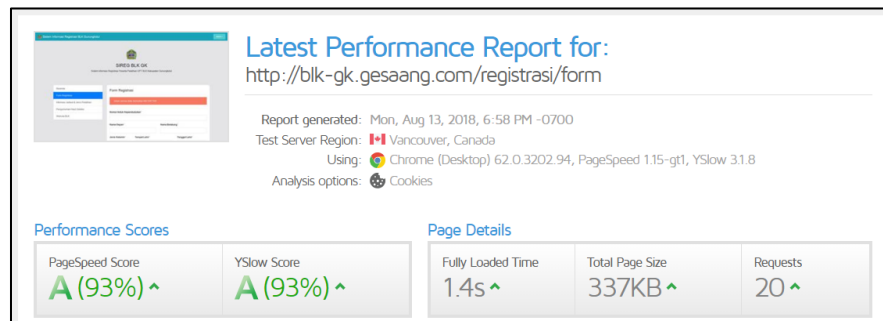 Latest Performance Report for:
http://blk-gk.gesaang.com/registrasi/form
SIREG BLK GK
Form Registrasi
Report generated: Mon, Aug 13, 2018, 6:58 PM -0700
Test Server Region: Vancouver, Canada
Using: Chrome (Desktop) 62.0.3202.94, PageSpeed 1.15-gt1, YSlow 3.1.8
Analysis options: Cookies
Performance Scores
PageSpeed Score
A (93%)
YSlow Score
A (93%)
Page Details
Fully Loaded Time
1.4s
Total Page Size
337KB
Requests
20